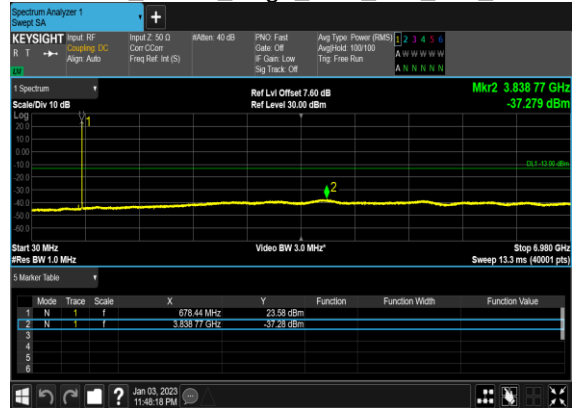 Spectrum Analyzer 1
Swept SA
+
KEYSIGHT Input: RF Input Z: 50 Ω #Atten: 40 dB PNO: Fast Avg Type: Power (RMS) 1 2 3 4 5 6
R T Coupling: DC Corr CCorr Gate: Off Avg|Hold: 100/100 A W W W W W
Align: Auto Freq Ref: Int (S) IF Gain: Low Trig: Free Run
Sig Track: Off A N N N N N
1 Spectrum Ref Lvl Offset 7.60 dB Mkr2 3.838 77 GHz
Scale/Div 10 dB Ref Level 30.00 dBm -37.279 dBm
Log
20.0
10.0
0.00
-10.0
-20.0
-30.0
-40.0
-50.0
-60.0
1
DL1 -13.00 dBm
2
Start 30 MHz Video BW 3.0 MHz* Stop 6.980 GHz
#Res BW 1.0 MHz Sweep 13.3 ms (40001 pts)
5 Marker Table
Mode Trace Scale X Y Function Function Width Function Value
1 N 1 f 678.44 MHz 23.58 dBm
2 N 1 f 3.838 77 GHz -37.28 dBm
3
4
5
6
? Jan 03, 2023
11:48:18 PM